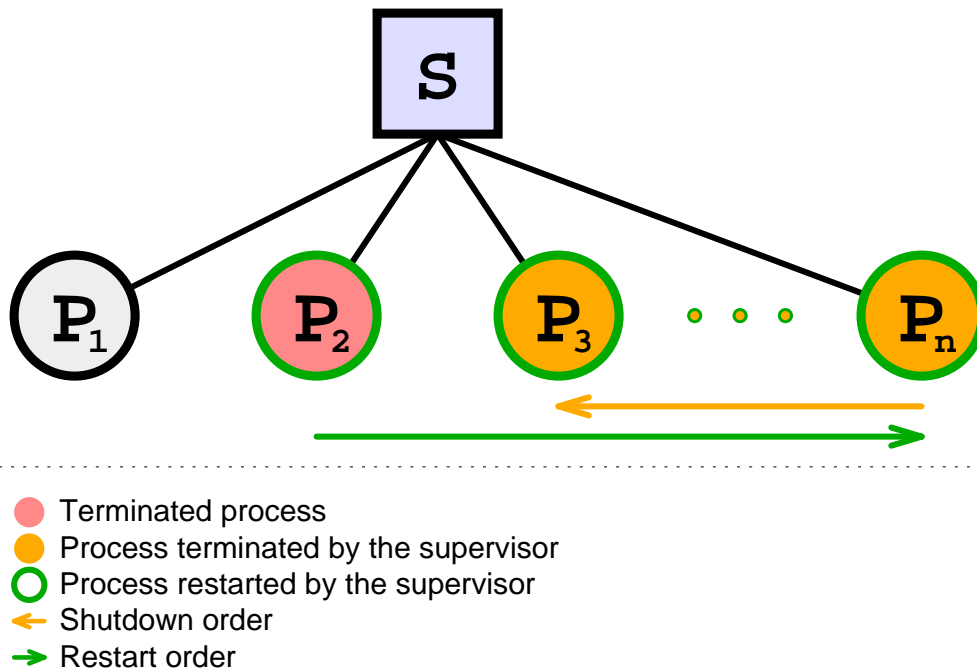 S
P1 P2 P3 Pn
Terminated process
Process terminated by the supervisor
Process restarted by the supervisor
Shutdown order
Restart order